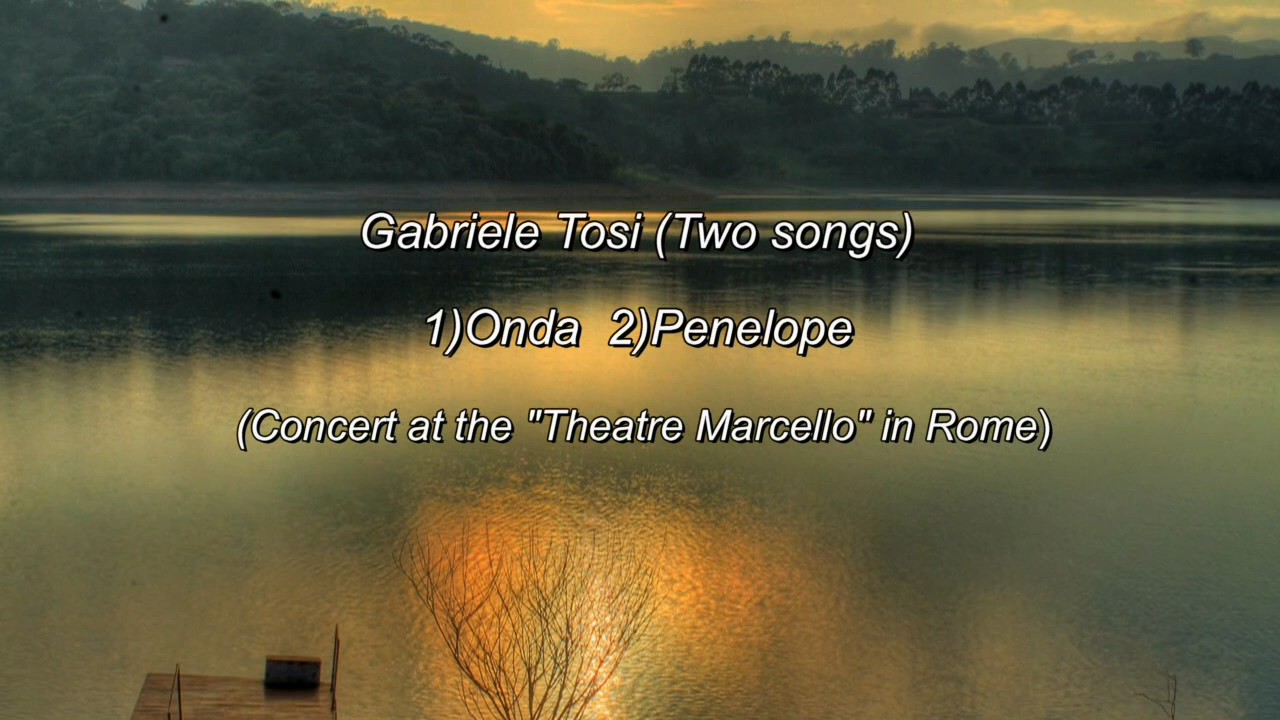 Gabriele Tosi (Two songs)
1)Onda 2)Penelope
(Concert at the "Theatre Marcello" in Rome)